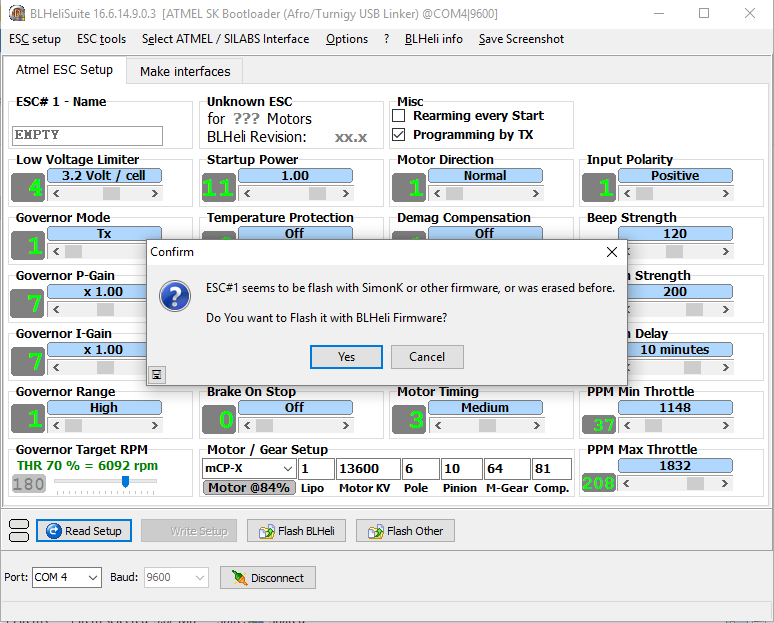 BLHeliSuite 16.6.14.9.0.3 [ATMEL SK Bootloader (Afro/Turnigy USB Linker) @COM4|9600]
ESC setup ESC tools Select ATMEL / SILABS Interface Options ? BLHeli info Save Screenshot
Atmel ESC Setup Make interfaces
ESC# 1 - Name Unknown ESC Misc
for ??? Motors Rearming every Start
EMPTY BLHeli Revision: xx.x Programming by TX
Low Voltage Limiter Startup Power Motor Direction Input Polarity
4 3.2 Volt / cell 11 1.00 1 Normal 1 Positive
Governor Mode Temperature Protection Demag Compensation Beep Strength
1 Tx Off Off 120
Confirm
Governor P-Gain Strength
7 x 1.00 200
ESC#1 seems to be flash with SimonK or other firmware, or was erased before.
Do You want to Flash it with BLHeli Firmware?
Governor I-Gain Delay
7 x 1.00 10 minutes
Yes Cancel
Governor Range Brake On Stop Motor Timing PPM Min Throttle
1 High 0 Off 3 Medium 37 1148
Governor Target RPM Motor / Gear Setup PPM Max Throttle
THR 70 % = 6092 rpm mCP-X 1 13600 6 10 64 81 1832
180 Motor @84% Lipo Motor KV Pole Pinion M-Gear Comp. 208
Read Setup Write Setup Flash BLHeli Flash Other
Port: COM 4 Baud: 9600 Disconnect